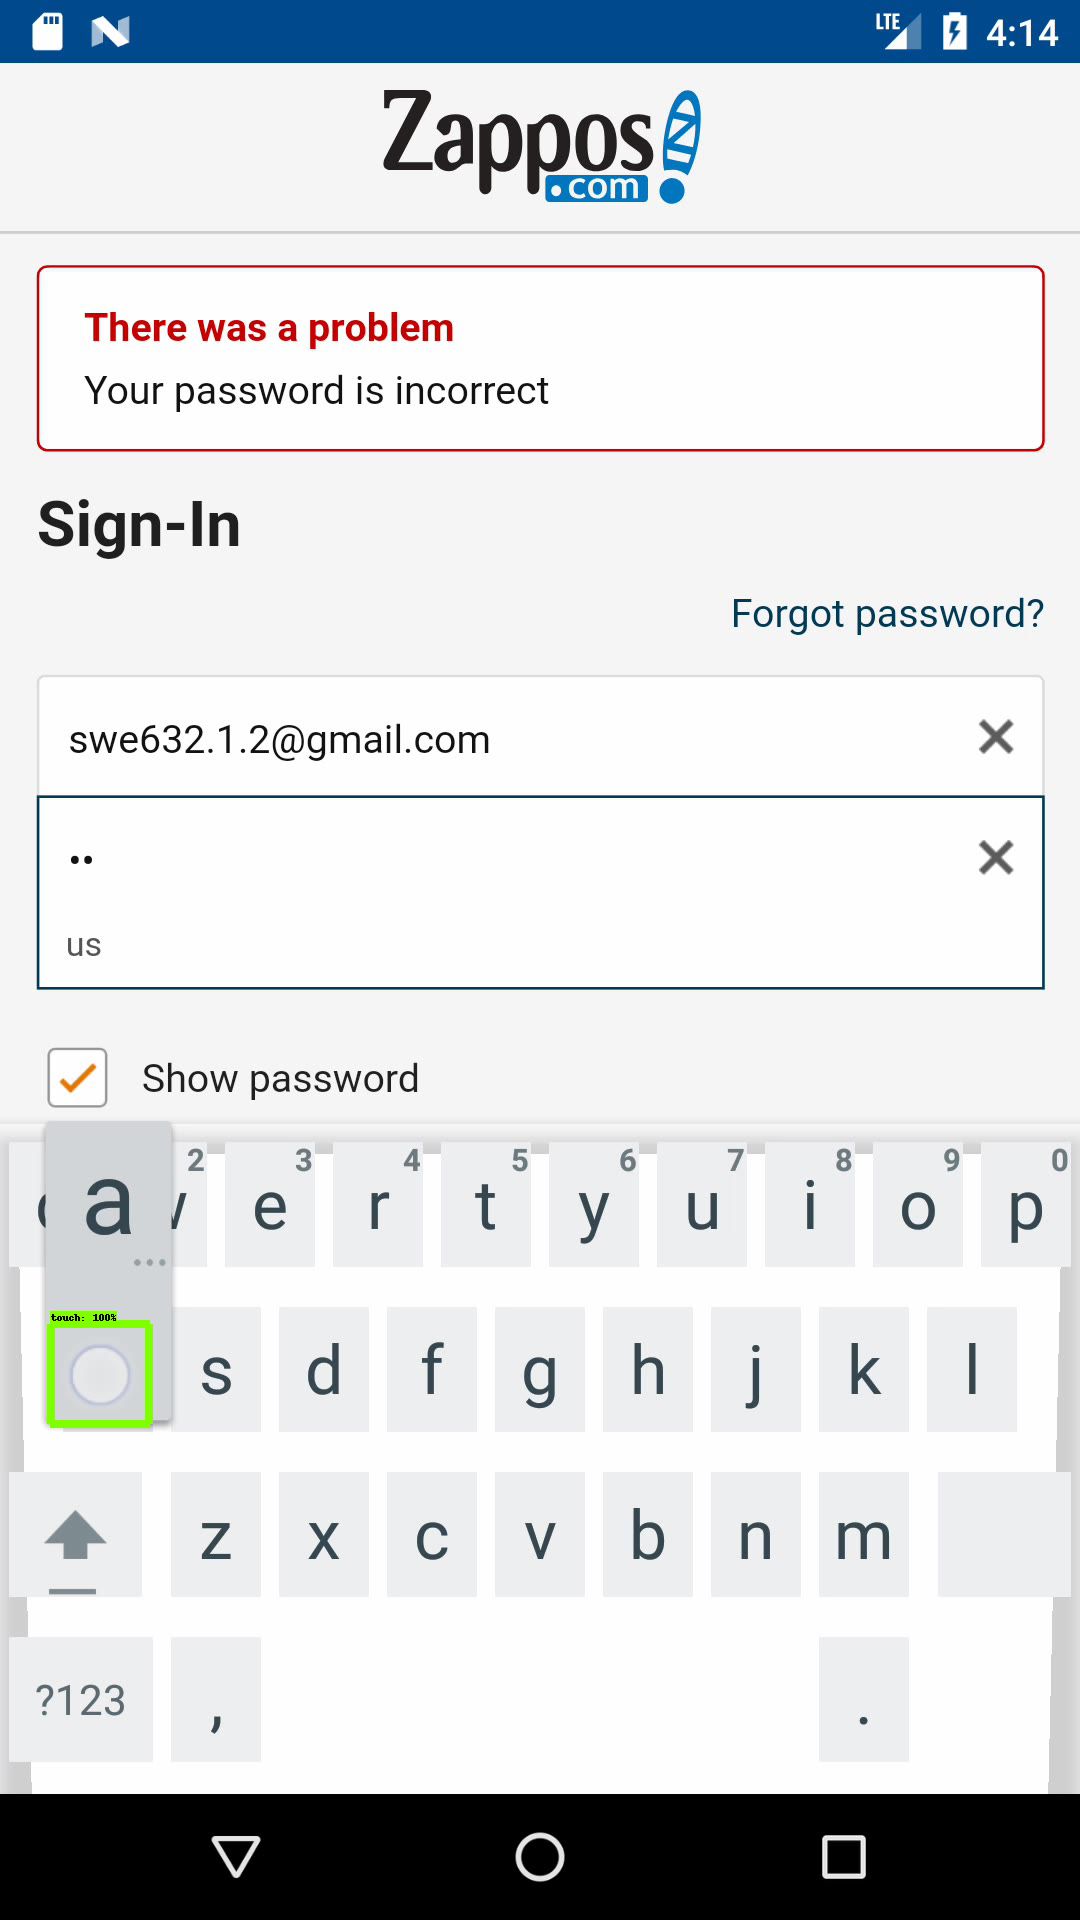 LTE 4:14
Zappos
.com
There was a problem
Your password is incorrect
Sign-In
Forgot password?
swe632.1.2@gmail.com
••
us
Show password
a
2 3 4 5 6 7 8 9 0
e r t y u i o p
...
touch: 100%
s d f g h j k l
z x c v b n m
?123 , .